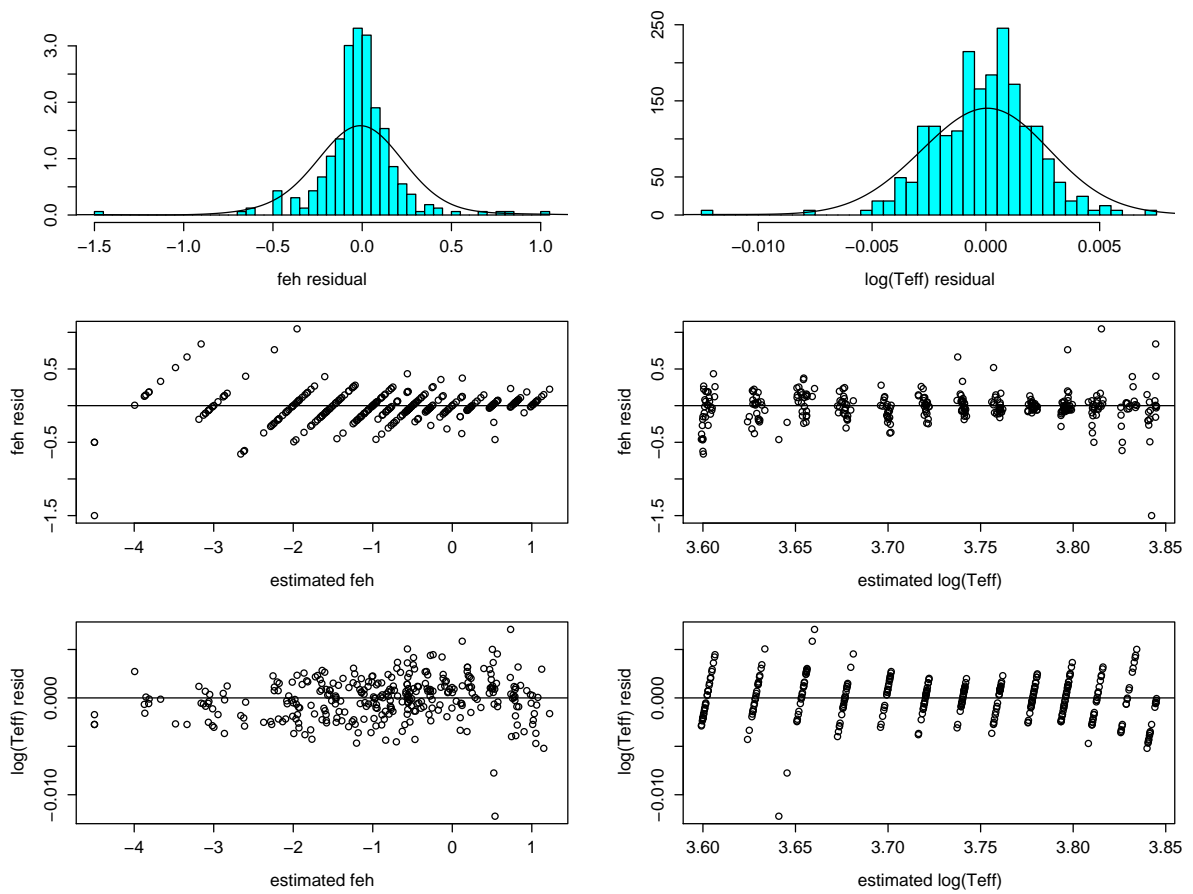 0.0 1.0 2.0 3.0
−1.5 −1.0 −0.5 0.0 0.5 1.0
feh residual
0 50 150 250
−0.010 −0.005 0.000 0.005
log(Teff) residual
−1.5 −0.5 0.5
feh resid
−4 −3 −2 −1 0 1
estimated feh
−1.5 −0.5 0.5
feh resid
3.60 3.65 3.70 3.75 3.80 3.85
estimated log(Teff)
−0.010 0.000
log(Teff) resid
−4 −3 −2 −1 0 1
estimated feh
−0.010 0.000
log(Teff) resid
3.60 3.65 3.70 3.75 3.80 3.85
estimated log(Teff)